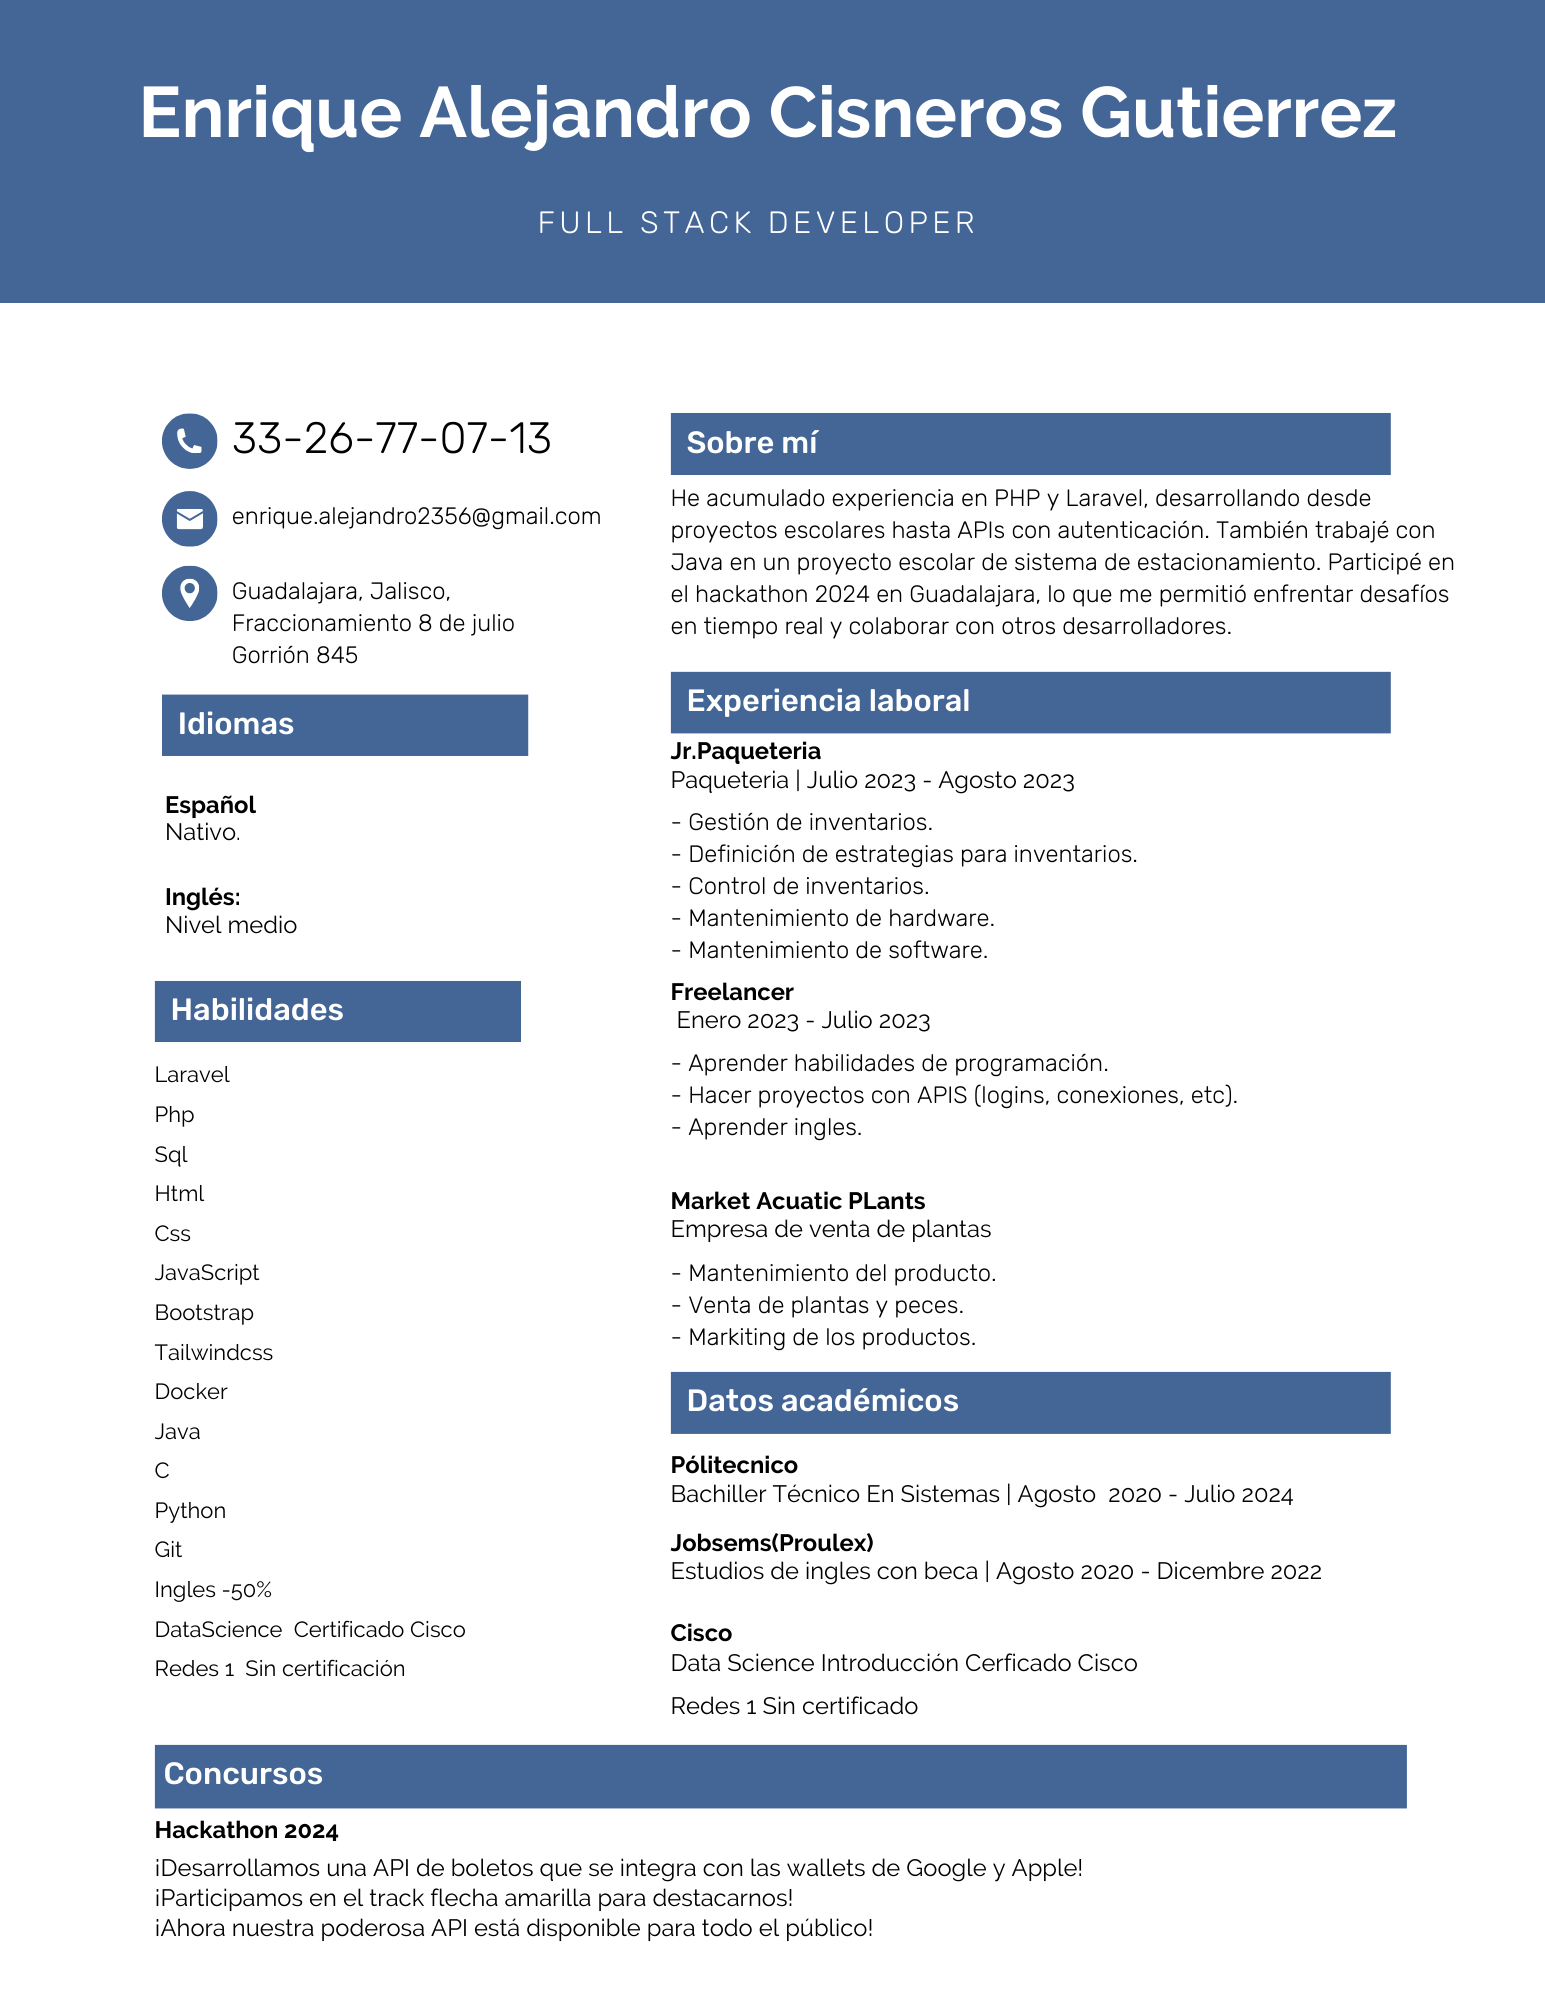 Enrique Alejandro Cisneros Gutierrez
FULL STACK DEVELOPER
33-26-77-07-13
enrique.alejandro2356@gmail.com
Guadalajara, Jalisco,
Fraccionamiento 8 de julio
Gorrión 845
Idiomas
Español
Nativo.
Inglés:
Nivel medio
Habilidades
Laravel
Php
Sql
Html
Css
JavaScript
Bootstrap
Tailwindcss
Docker
Java
C
Python
Git
Ingles -50%
DataScience  Certificado Cisco
Redes 1  Sin certificación
Sobre mí
He acumulado experiencia en PHP y Laravel, desarrollando desde
proyectos escolares hasta APIs con autenticación. También trabajé con
Java en un proyecto escolar de sistema de estacionamiento. Participé en
el hackathon 2024 en Guadalajara, lo que me permitió enfrentar desafíos
en tiempo real y colaborar con otros desarrolladores.
Experiencia laboral
Jr.Paqueteria
Paqueteria | Julio 2023 - Agosto 2023
- Gestión de inventarios.
- Definición de estrategias para inventarios.
- Control de inventarios.
- Mantenimiento de hardware.
- Mantenimiento de software.
Freelancer
Enero 2023 - Julio 2023
- Aprender habilidades de programación.
- Hacer proyectos con APIS (logins, conexiones, etc).
- Aprender ingles.
Market Acuatic PLants
Empresa de venta de plantas
- Mantenimiento del producto.
- Venta de plantas y peces.
- Markiting de los productos.
Datos académicos
Pólitecnico
Bachiller Técnico En Sistemas | Agosto  2020 - Julio 2024
Jobsems(Proulex)
Estudios de ingles con beca | Agosto 2020 - Dicembre 2022
Cisco
Data Science Introducción Cerficado Cisco
Redes 1 Sin certificado
Concursos
Hackathon 2024
¡Desarrollamos una API de boletos que se integra con las wallets de Google y Apple!
¡Participamos en el track flecha amarilla para destacarnos!
¡Ahora nuestra poderosa API está disponible para todo el público!